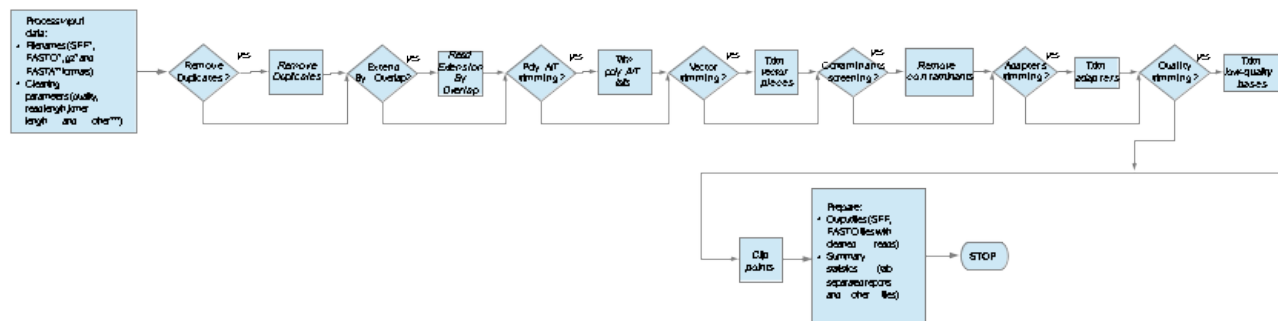 Process input
data:
• Filenames (SFF*,
FASTQ*, gz* and
FASTA** formats)
• Cleaning
parameters (quality,
read length, kmer
length and other***)
Remove
Duplicates ?
yes
Remove
Duplicates
Extend
By Overlap?
yes
Read
Extension
By
Overlap
Poly A/T
trimming ?
yes
Trim
poly A/T
tails
Vector
trimming ?
yes
Trim
vector
pieces
Contaminants
screening ?
yes
Remove
contaminants
Adapters
trimming ?
yes
Trim
adapters
Quality
trimming ?
yes
Trim
low-quality
bases
Clip
points
Prepare:
• Output files (SFF,
FASTQ files with
cleaned reads)
• Summary
statistics (tab
separated reports
and other files)
STOP